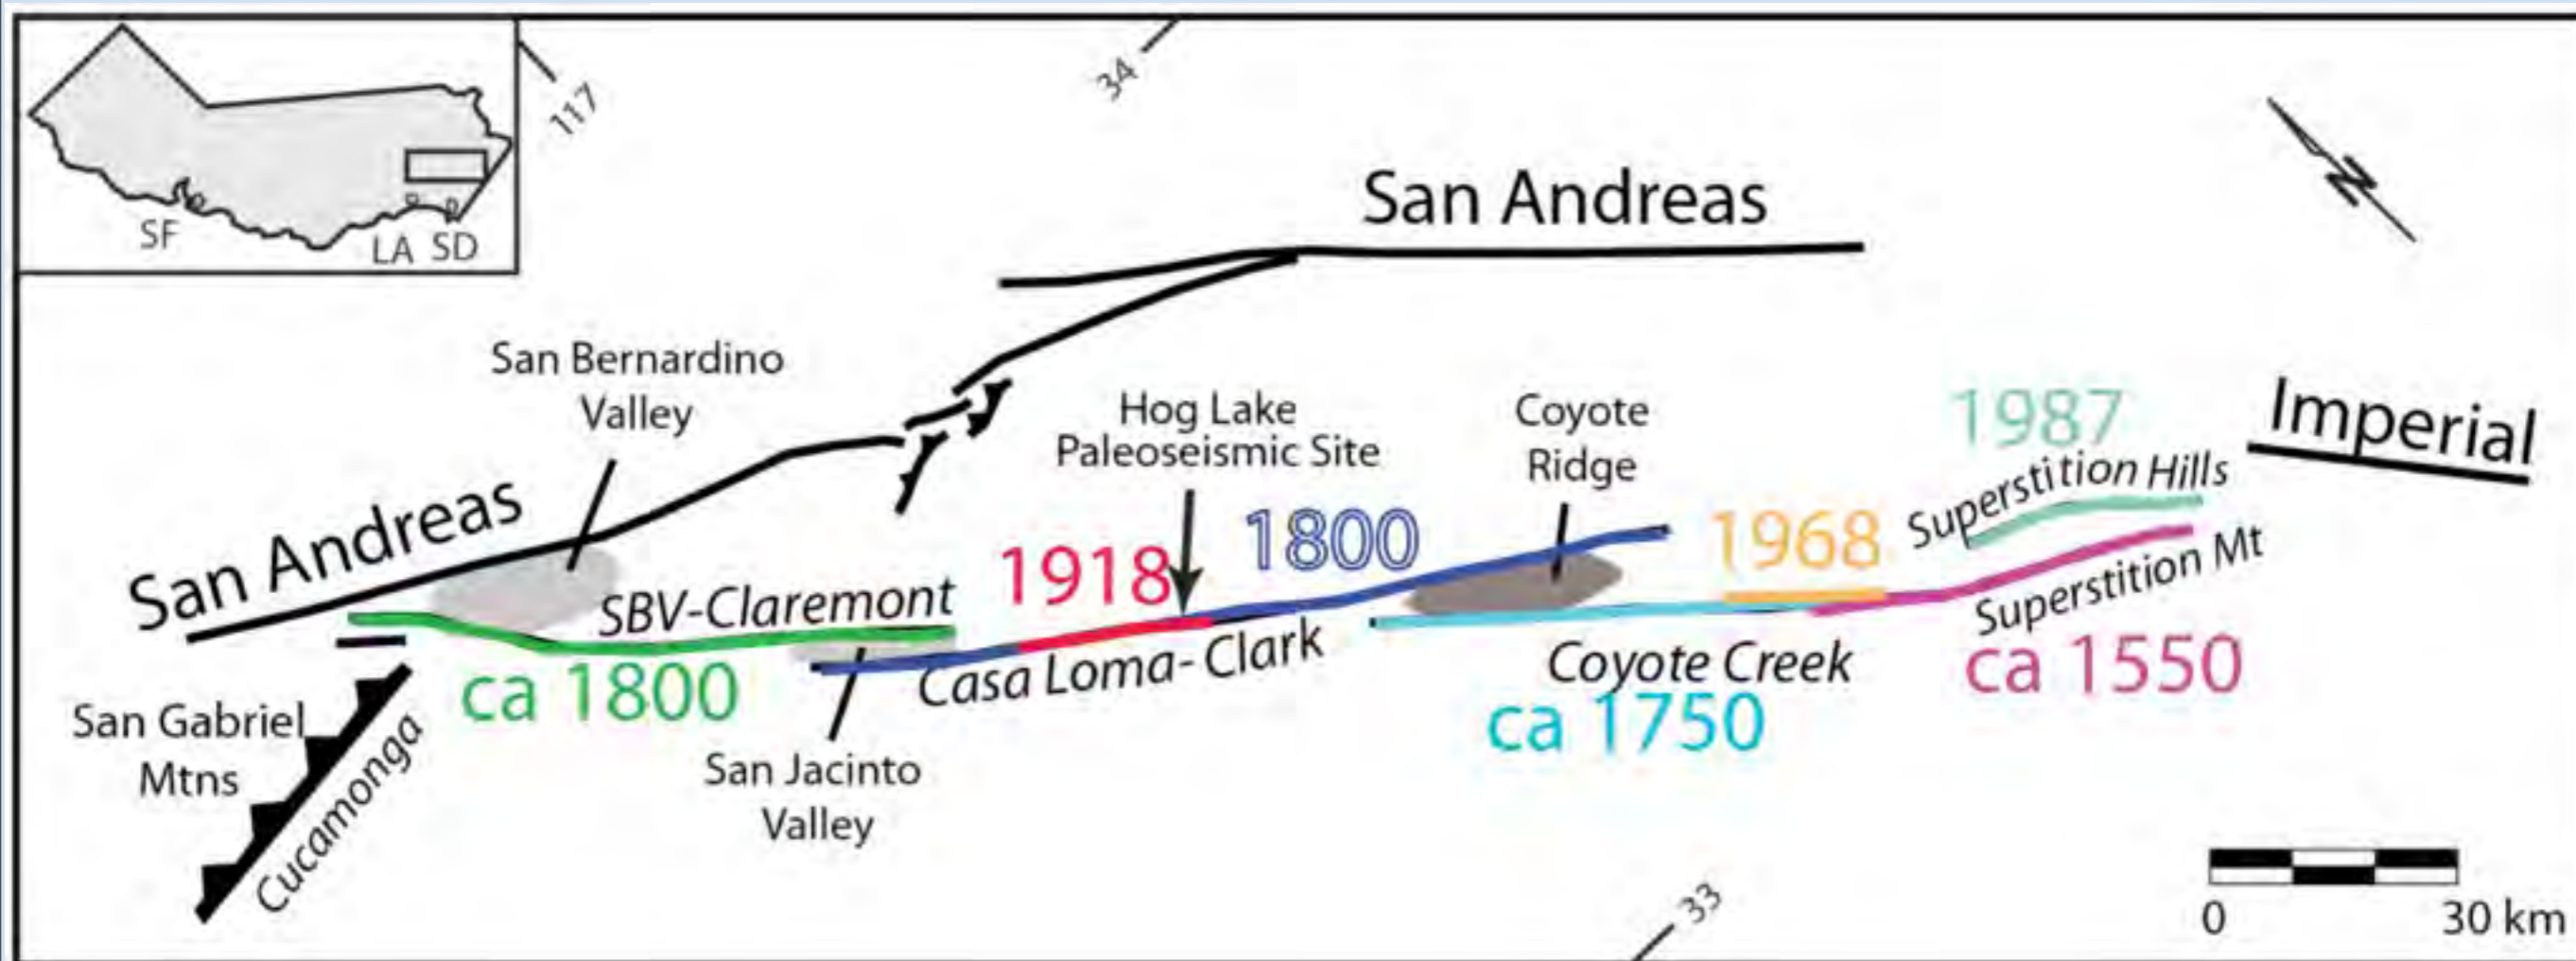 SF
LA SD
117
34
San Andreas
San Bernardino
Valley
Hog Lake
Paleoseismic Site
Coyote
Ridge
1987
Superstition Hills
Imperial
San Andreas
SBV-Claremont
1918
1800
1968
Superstition Mt
ca 1800
Casa Loma- Clark
Coyote Creek
ca 1550
ca 1750
San Gabriel
Mtns
Cucamonga
San Jacinto
Valley
33
N
0 30 km